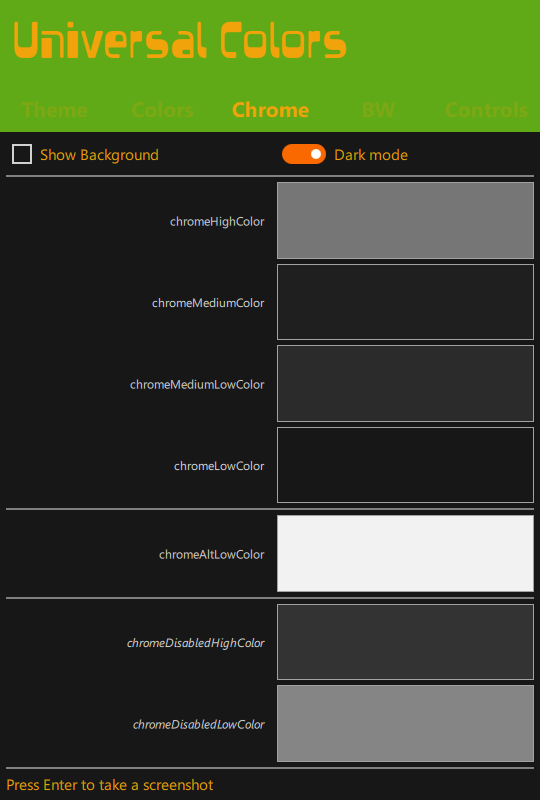 Universal Colors
Theme Colors Chrome BW Controls
Show Background Dark mode
chromeHighColor
chromeMediumColor
chromeMediumLowColor
chromeLowColor
chromeAltLowColor
chromeDisabledHighColor
chromeDisabledLowColor
Press Enter to take a screenshot